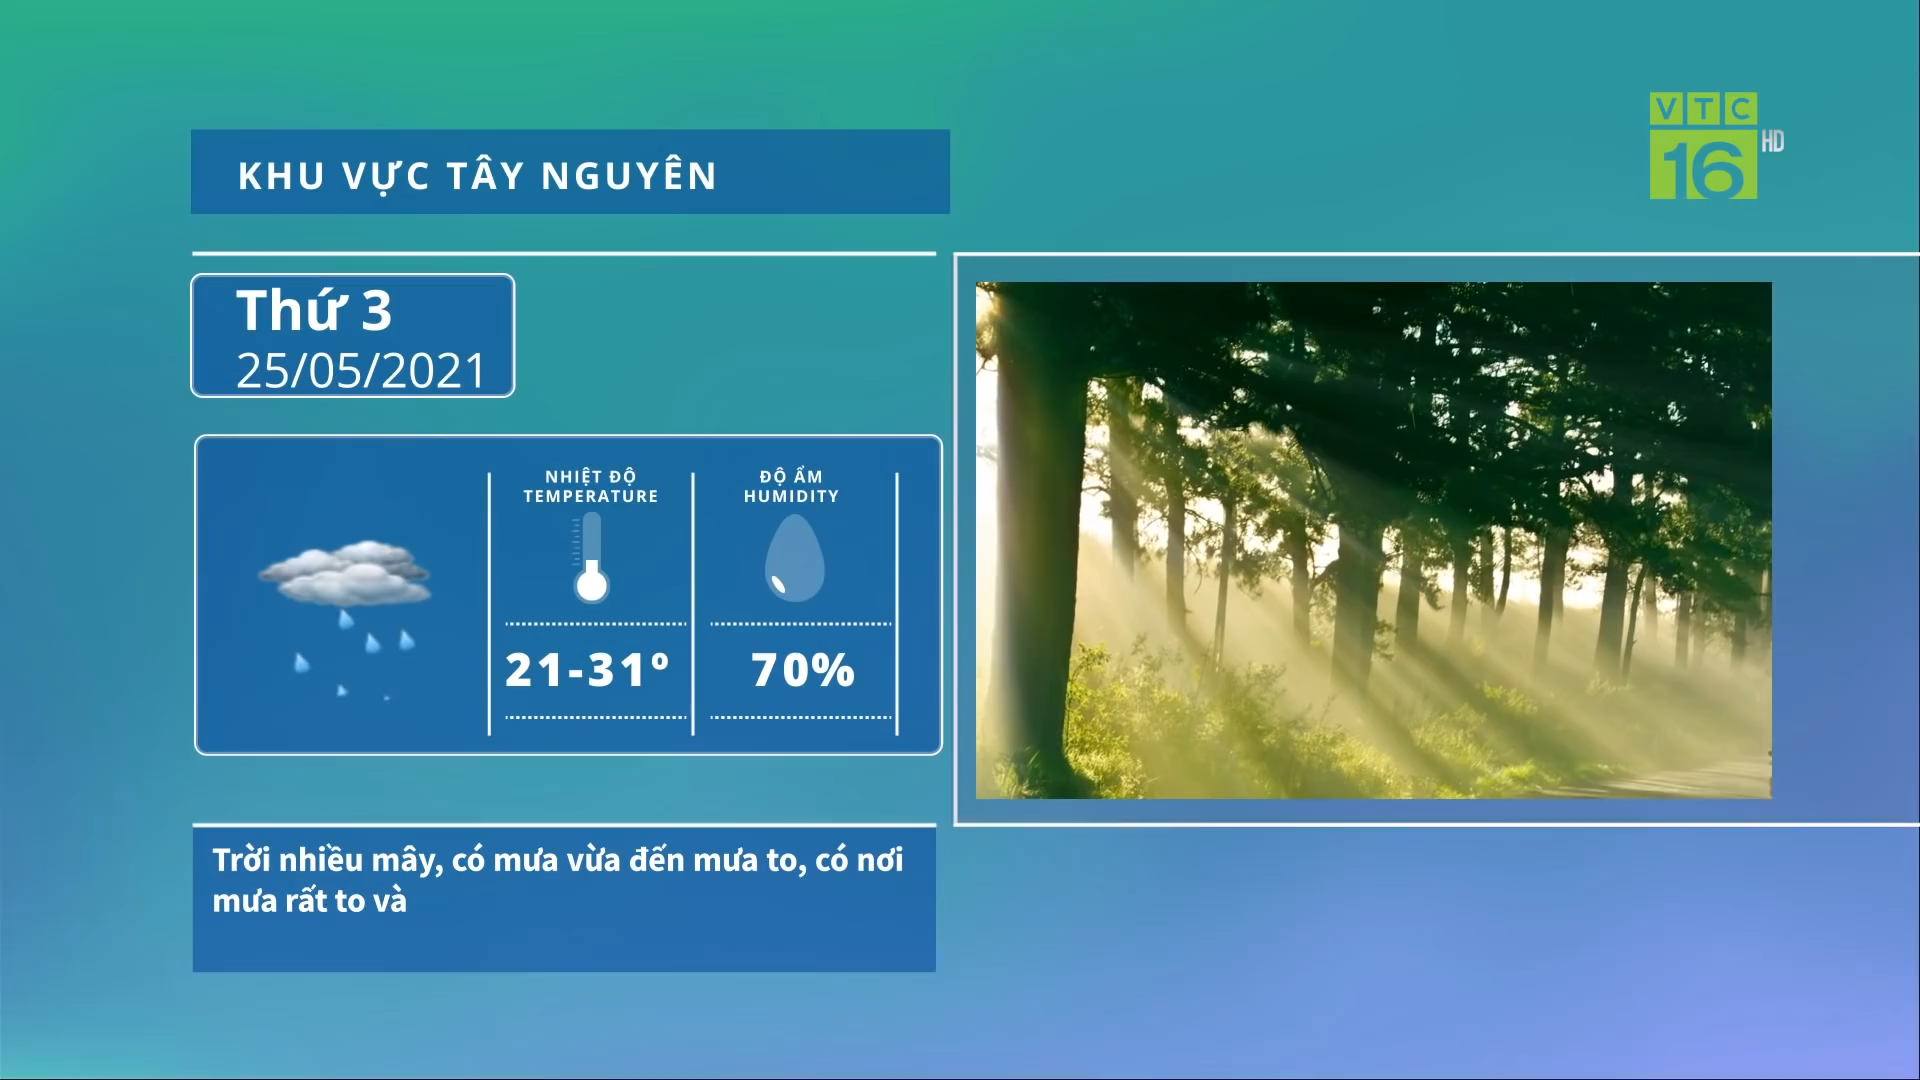 VTC
16 HD
KHU VỰC TÂY NGUYÊN
Thứ 3
25/05/2021
NHIỆT ĐỘ
TEMPERATURE
21-31º
ĐỘ ẨM
HUMIDITY
70%
Trời nhiều mây, có mưa vừa đến mưa to, có nơi
mưa rất to và